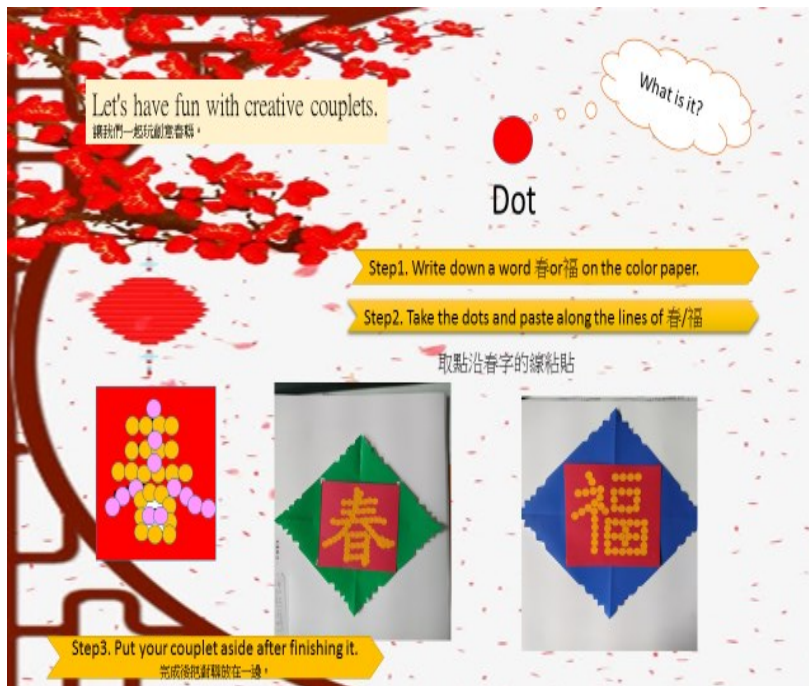 Let's have fun with creative couplets.
讓我們一起玩創意春聯。
What is it?
Dot
Step1. Write down a word 春or福 on the color paper.
Step2. Take the dots and paste along the lines of 春/福
取點沿春字的線粘貼
春
春
福
Step3. Put your couplet aside after finishing it.
完成後把對聯放在一邊。